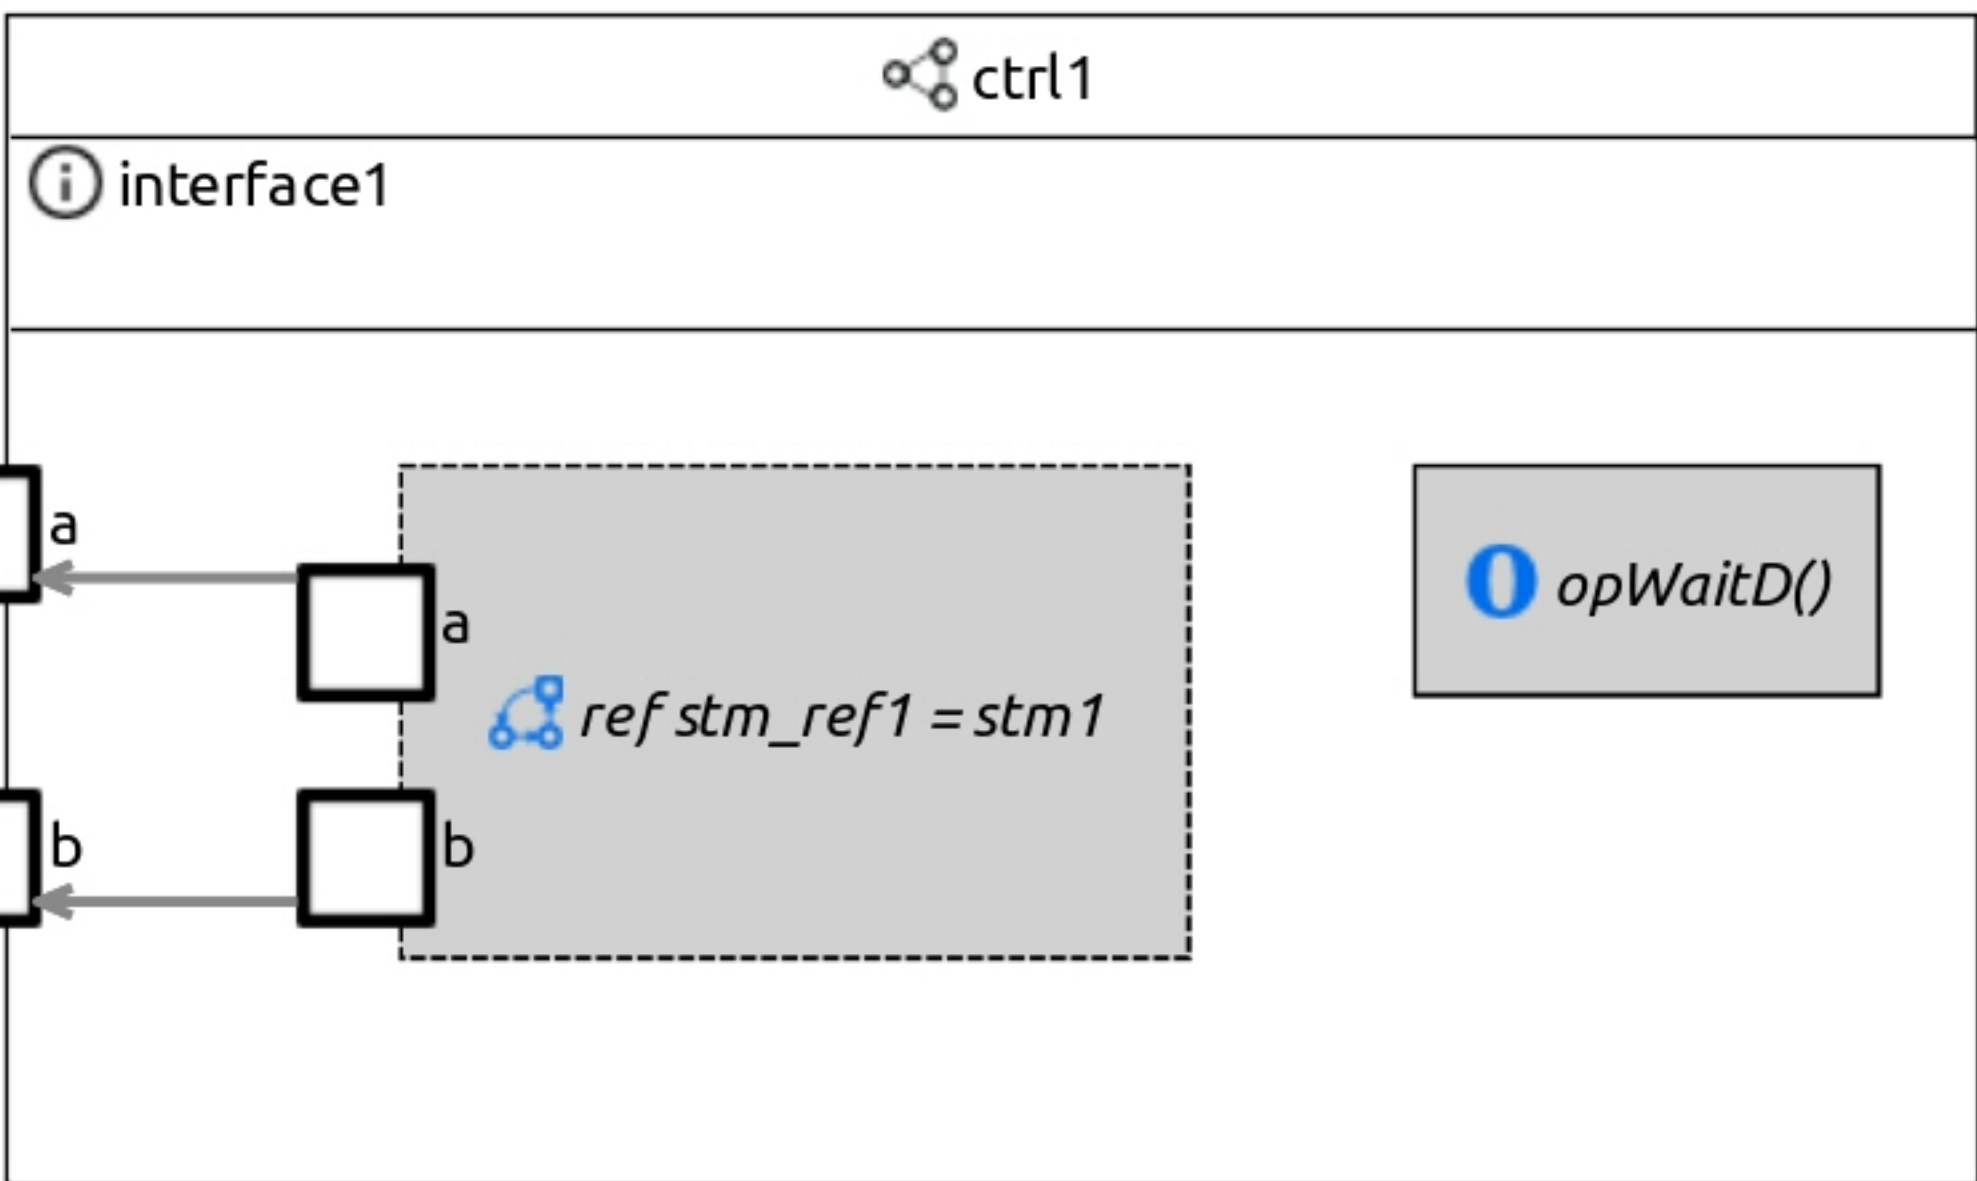 ctrl1
interface1
a
opWaitD()
a
ref stm_ref1 = stm1
b
b